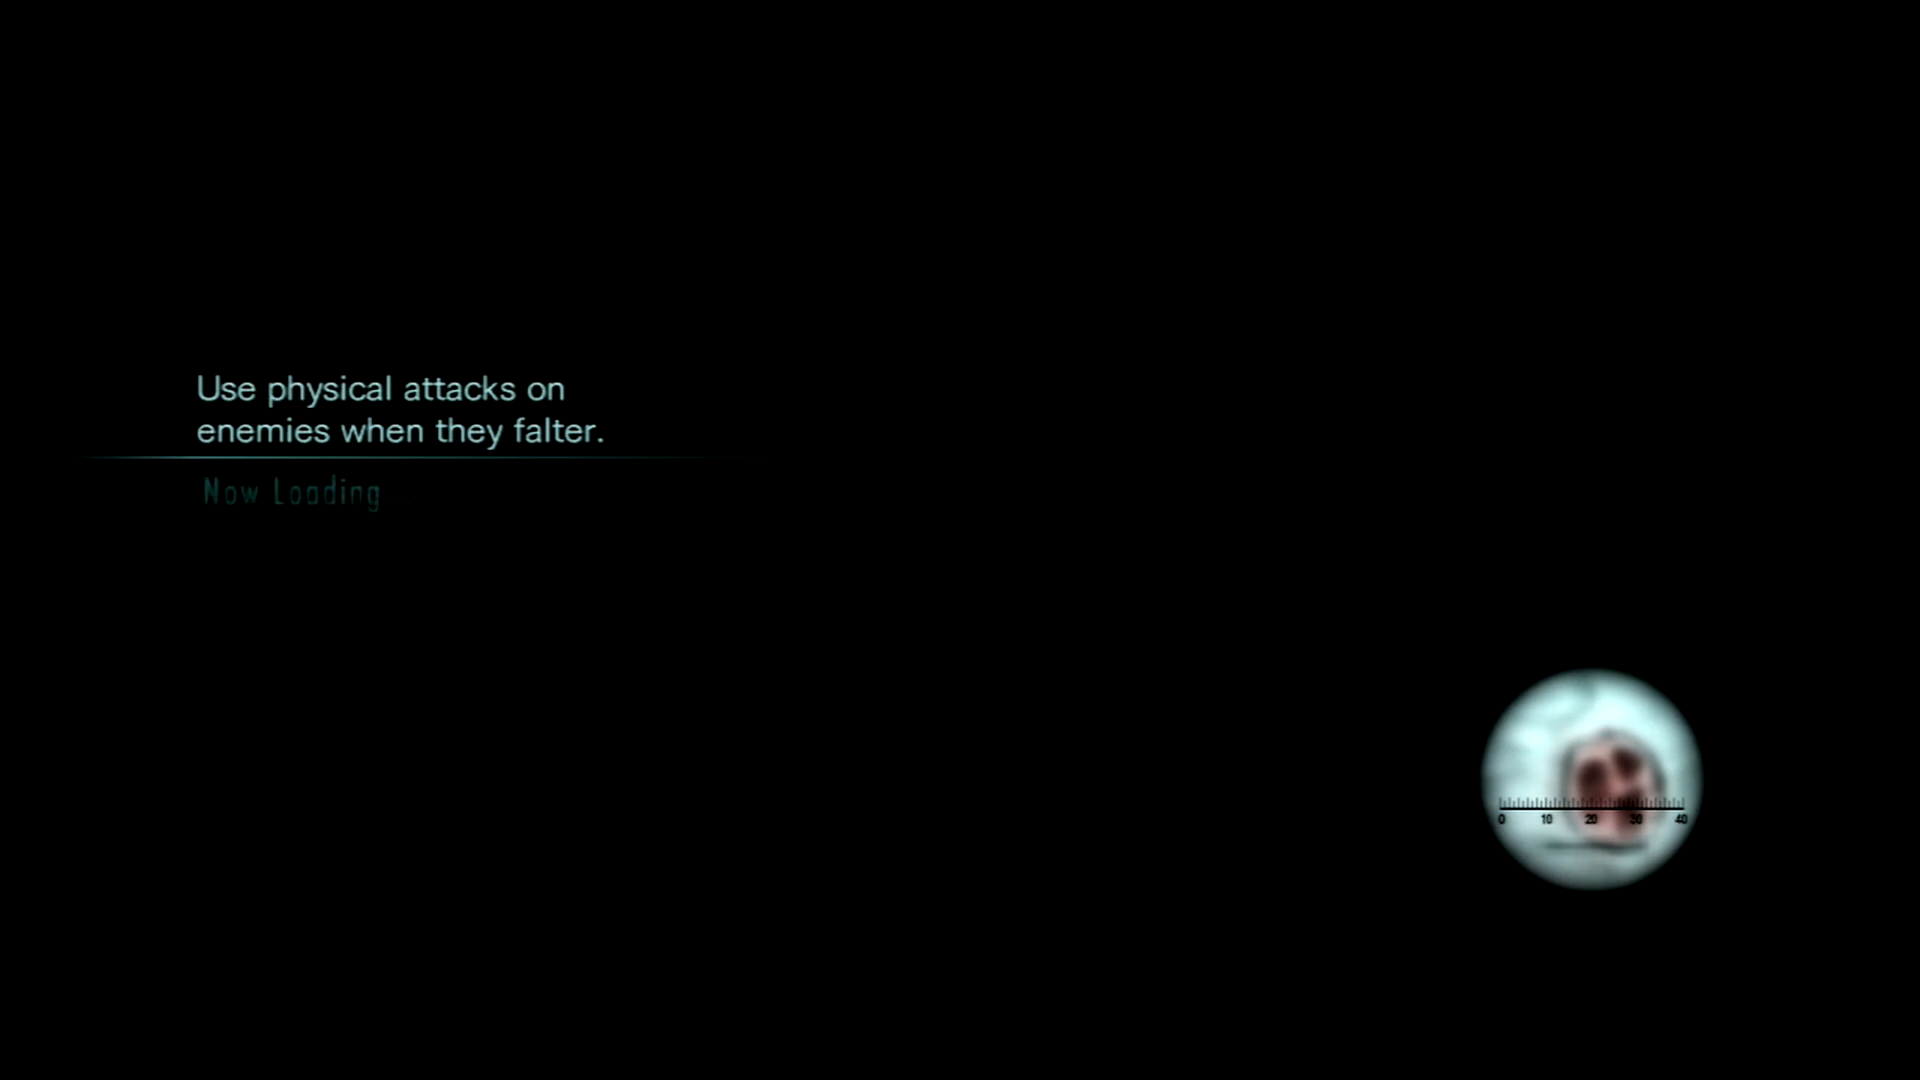 Use physical attacks on
enemies when they falter.
Now Loading
0 10 20 30 40